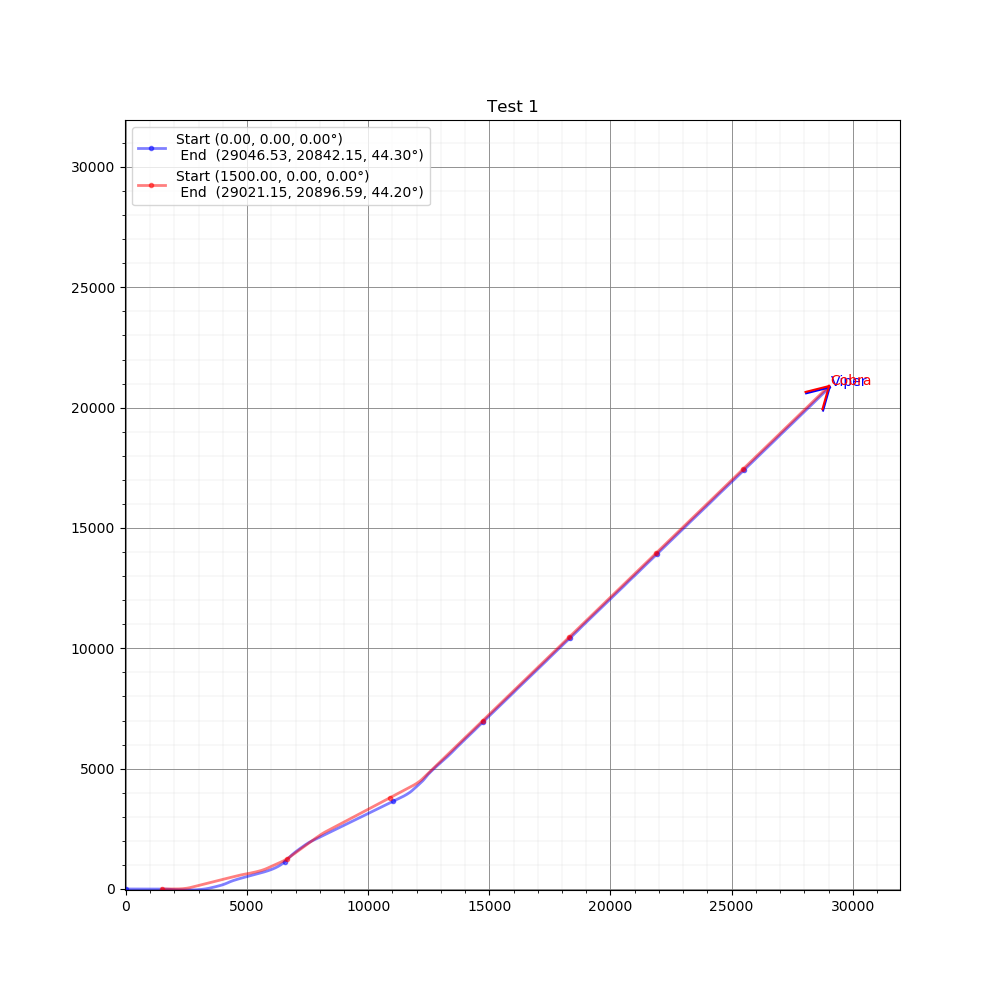 Test 1
Start (0.00, 0.00, 0.00°)
End (29046.53, 20842.15, 44.30°)
Start (1500.00, 0.00, 0.00°)
End (29021.15, 20896.59, 44.20°)
30000
25000
20000
15000
10000
5000
0
Viper
Cobra
0 5000 10000 15000 20000 25000 30000